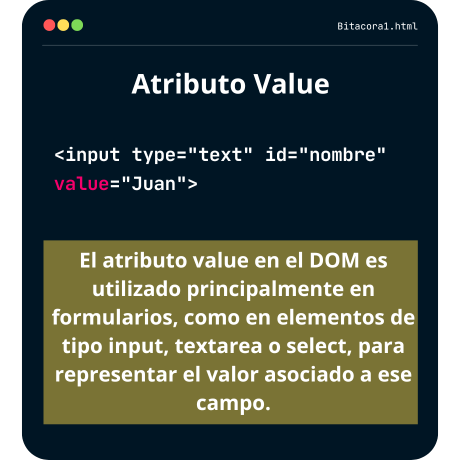 Bitacora1.html
Atributo Value
<input type="text" id="nombre"
value="Juan">
El atributo value en el DOM es
utilizado principalmente en
formularios, como en elementos de
tipo input, textarea o select, para
representar el valor asociado a ese
campo.